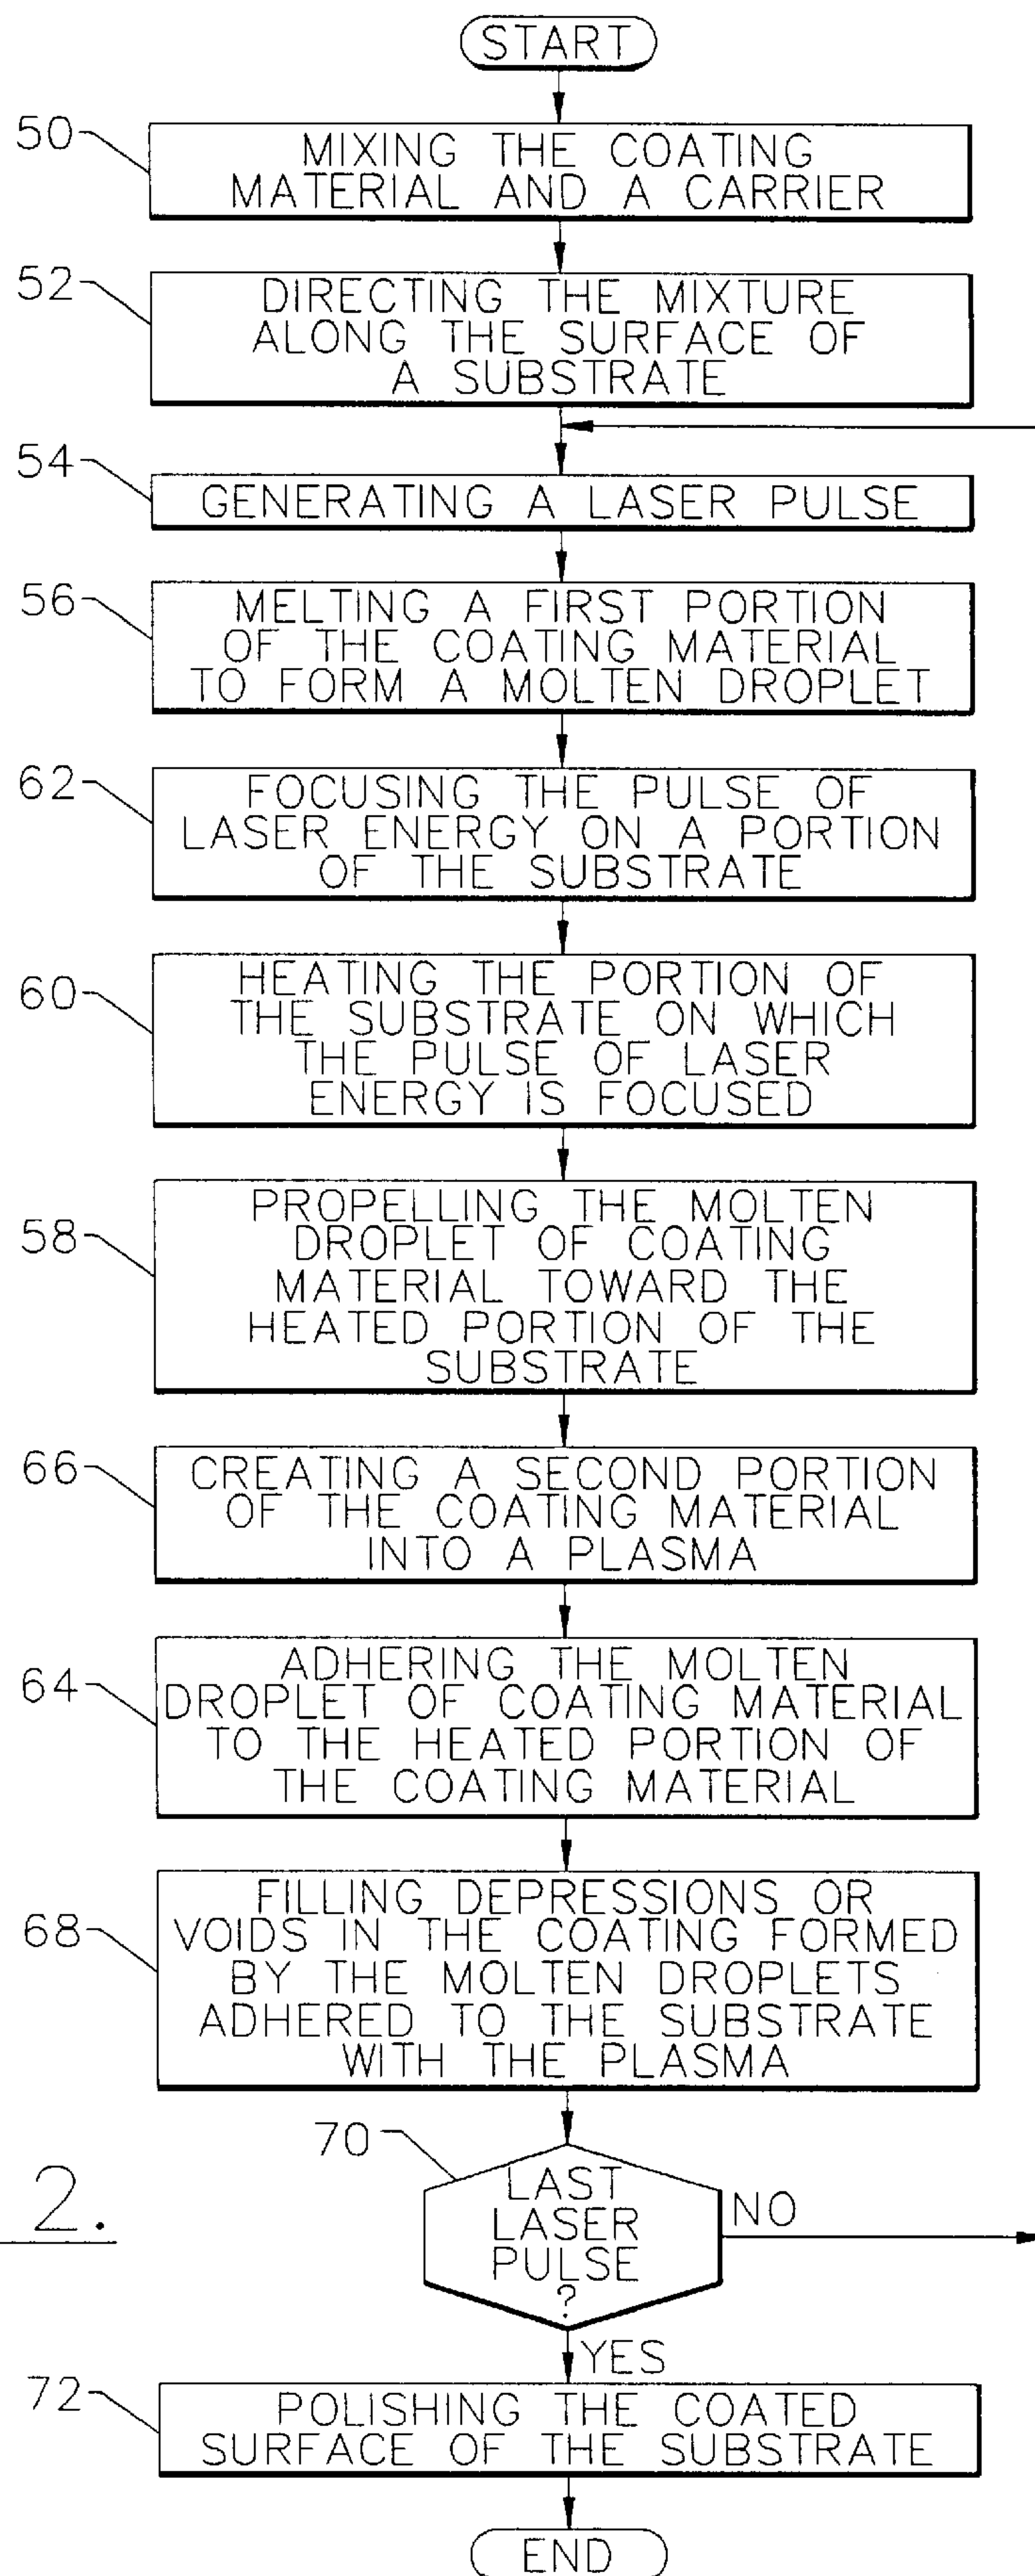 START
50
MIXING THE COATING
MATERIAL AND A CARRIER
52
DIRECTING THE MIXTURE
ALONG THE SURFACE OF
A SUBSTRATE
54
GENERATING A LASER PULSE
56
MELTING A FIRST PORTION
OF THE COATING MATERIAL
TO FORM A MOLTEN DROPLET
62
FOCUSING THE PULSE OF
LASER ENERGY ON A PORTION
OF THE SUBSTRATE
60
HEATING THE PORTION OF
THE SUBSTRATE ON WHICH
THE PULSE OF LASER
ENERGY IS FOCUSED
58
PROPELLING THE MOLTEN
DROPLET OF COATING
MATERIAL TOWARD THE
HEATED PORTION OF THE
SUBSTRATE
66
CREATING A SECOND PORTION
OF THE COATING MATERIAL
INTO A PLASMA
64
ADHERING THE MOLTEN
DROPLET OF COATING MATERIAL
TO THE HEATED PORTION OF
THE COATING MATERIAL
68
FILLING DEPRESSIONS OR
VOIDS IN THE COATING FORMED
BY THE MOLTEN DROPLETS
ADHERED TO THE SUBSTRATE
WITH THE PLASMA
70
LAST
LASER
PULSE
?
NO
2.
YES
72
POLISHING THE COATED
SURFACE OF THE SUBSTRATE
END